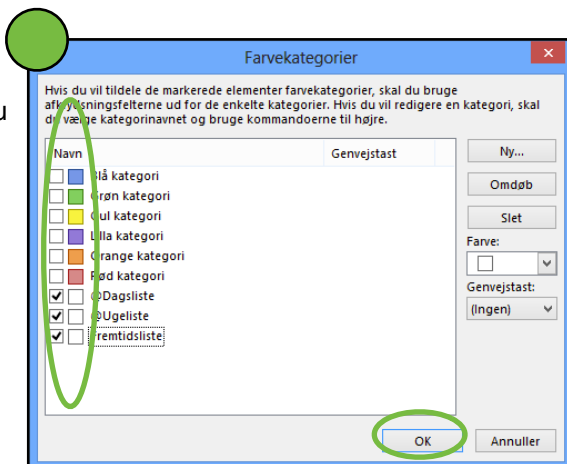 Farvekategorier
Hvis du vil tildele de markerede elementer farvekategorier, skal du bruge
afkrydsningsfelterne ud for de enkelte kategorier. Hvis du vil redigere en kategori, skal
du vælge kategorinavnet og bruge kommandoerne til højre.
u
Navn Genvejstast
Blå kategori
Grøn kategori
Gul kategori
Lilla kategori
Orange kategori
Rød kategori
@Dagsliste
@Ugeliste
Fremtidsliste
Ny...
Omdøb
Slet
Farve:
Genvejstast:
(Ingen)
OK
Annuller